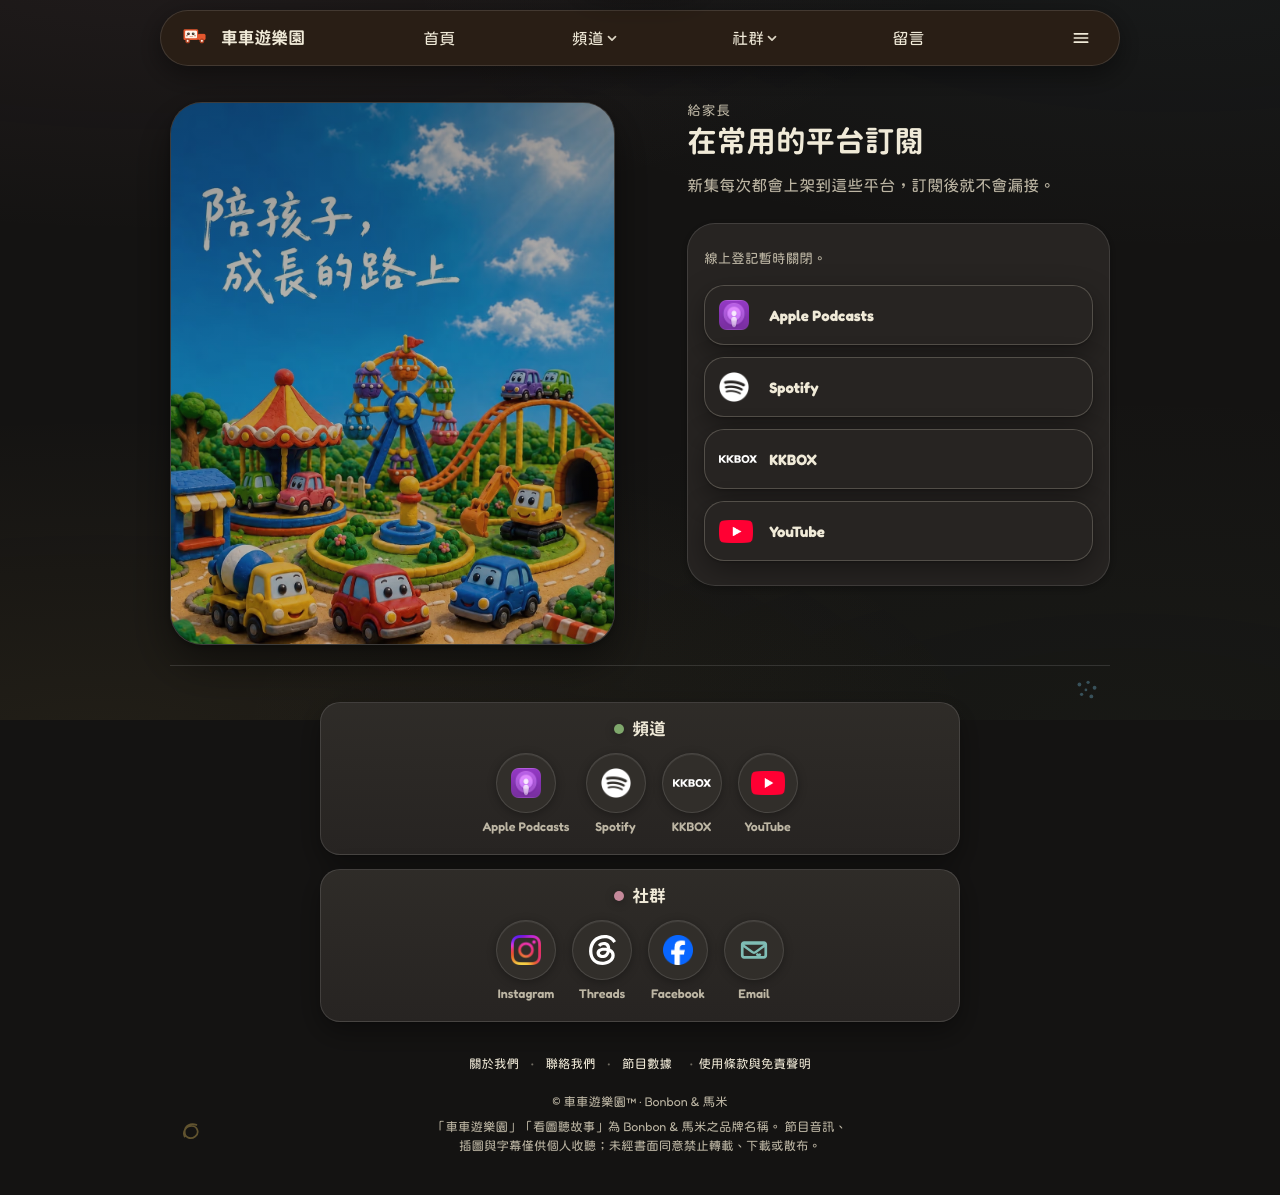 車車遊樂園
首頁
頻道
社群
留言
陪孩子，
成長的路上
給家長
在常用的平台訂閱
新集每次都會上架到這些平台，訂閱後就不會漏接。
線上登記暫時關閉。
Apple Podcasts
Spotify
KKBOX KKBOX
YouTube
頻道
KKBOX
Apple Podcasts Spotify KKBOX YouTube
社群
Instagram Threads Facebook Email
關於我們 · 聯絡我們 · 節目數據 · 使用條款與免責聲明
© 車車遊樂園™ · Bonbon & 馬米
「車車遊樂園」「看圖聽故事」為 Bonbon & 馬米之品牌名稱。 節目音訊、
插圖與字幕僅供個人收聽；未經書面同意禁止轉載、下載或散布。